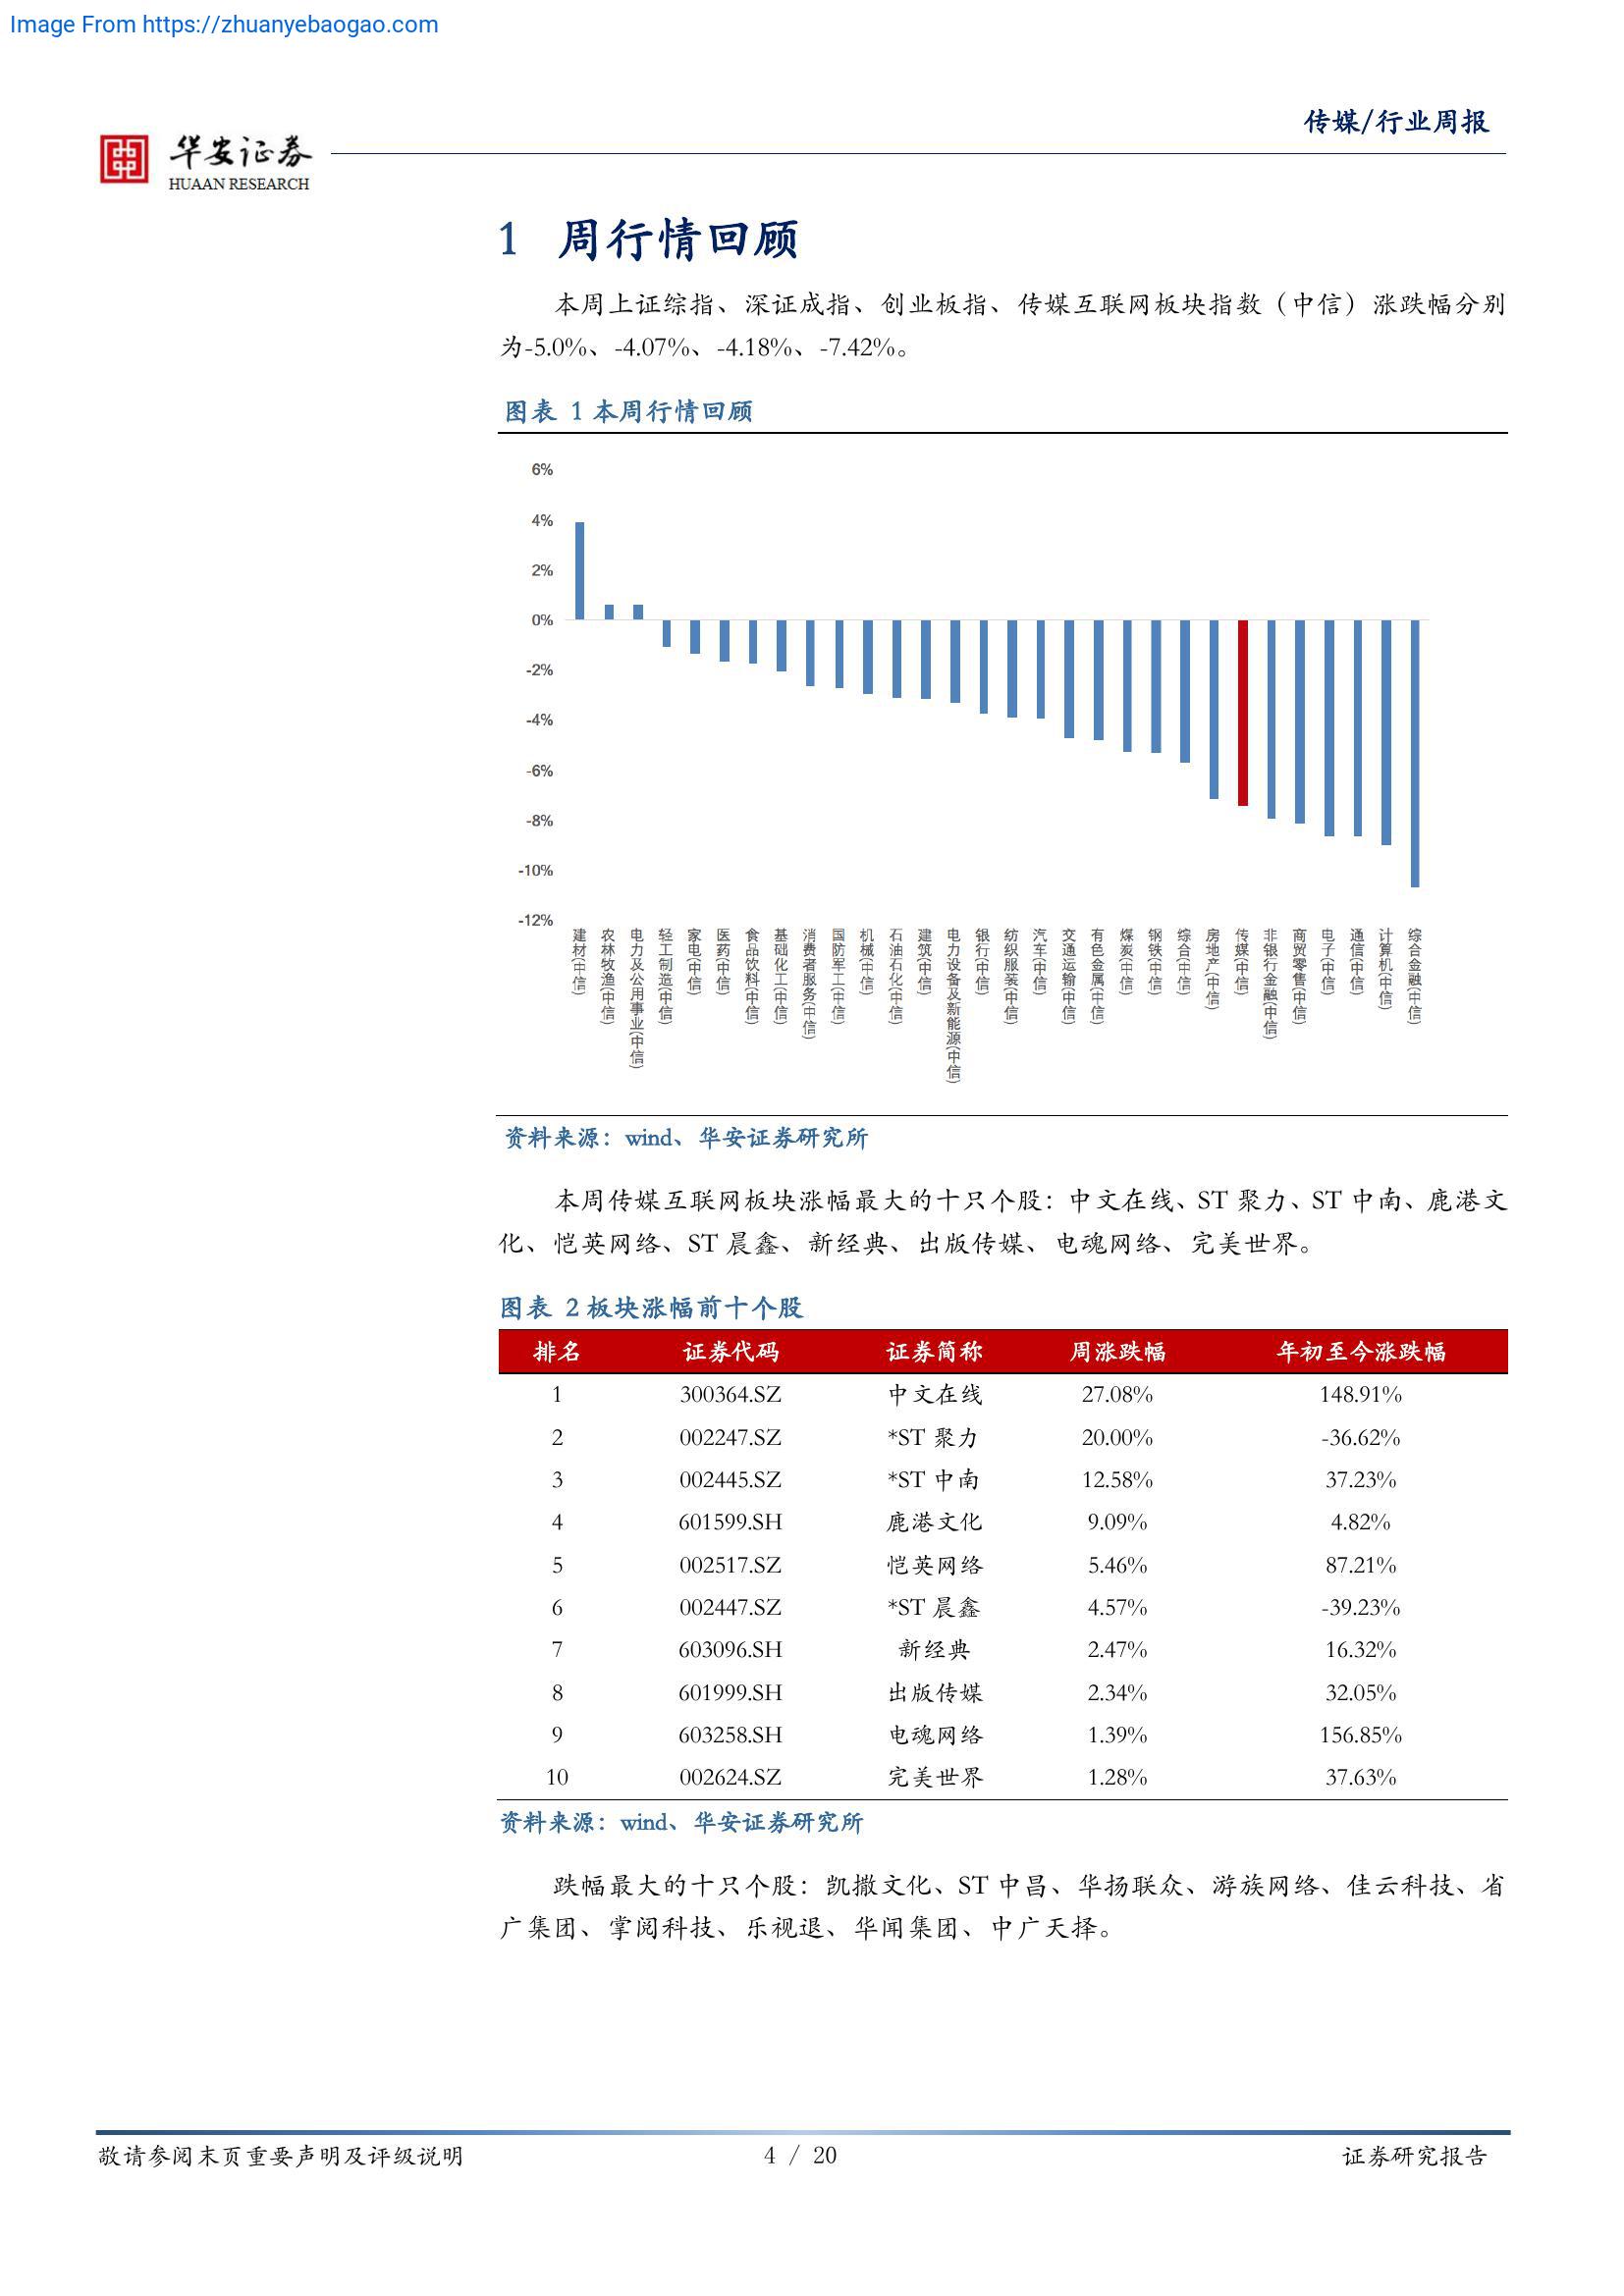 Image From https://zhuanyebaogao.com
传媒/行业周报
华安证券
HUAAN RESEARCH
1 周行情回顾
本周上证综指、深证成指、创业板指、传媒互联网板块指数（中信）涨跌幅分别
为-5.0%、-4.07%、-4.18%、-7.42%。
图表 1 本周行情回顾
6%
4%
2%
0%
-2%
-4%
-6%
-8%
-10%
-12%
建材(中信)
农林牧渔(中信)
电力及公用事业(中信)
轻工制造(中信)
家电(中信)
医药(中信)
食品饮料(中信)
基础化工(中信)
消费者服务(中信)
国防军工(中信)
机械(中信)
石油石化(中信)
建筑(中信)
电力设备及新能源(中信)
银行(中信)
纺织服装(中信)
汽车(中信)
交通运输(中信)
有色金属(中信)
煤炭(中信)
钢铁(中信)
综合(中信)
房地产(中信)
传媒(中信)
非银行金融(中信)
商贸零售(中信)
电子(中信)
通信(中信)
计算机(中信)
综合金融(中信)
资料来源：wind、华安证券研究所
本周传媒互联网板块涨幅最大的十只个股：中文在线、ST 聚力、ST 中南、鹿港文
化、恺英网络、ST 晨鑫、新经典、出版传媒、电魂网络、完美世界。
图表 2 板块涨幅前十个股
排名 证券代码 证券简称 周涨跌幅 年初至今涨跌幅
1 300364.SZ 中文在线 27.08% 148.91%
2 002247.SZ *ST 聚力 20.00% -36.62%
3 002445.SZ *ST 中南 12.58% 37.23%
4 601599.SH 鹿港文化 9.09% 4.82%
5 002517.SZ 恺英网络 5.46% 87.21%
6 002447.SZ *ST 晨鑫 4.57% -39.23%
7 603096.SH 新经典 2.47% 16.32%
8 601999.SH 出版传媒 2.34% 32.05%
9 603258.SH 电魂网络 1.39% 156.85%
10 002624.SZ 完美世界 1.28% 37.63%
资料来源：wind、华安证券研究所
跌幅最大的十只个股：凯撒文化、ST 中昌、华扬联众、游族网络、佳云科技、省
广集团、掌阅科技、乐视退、华闻集团、中广天择。
敬请参阅末页重要声明及评级说明 4 / 20 证券研究报告